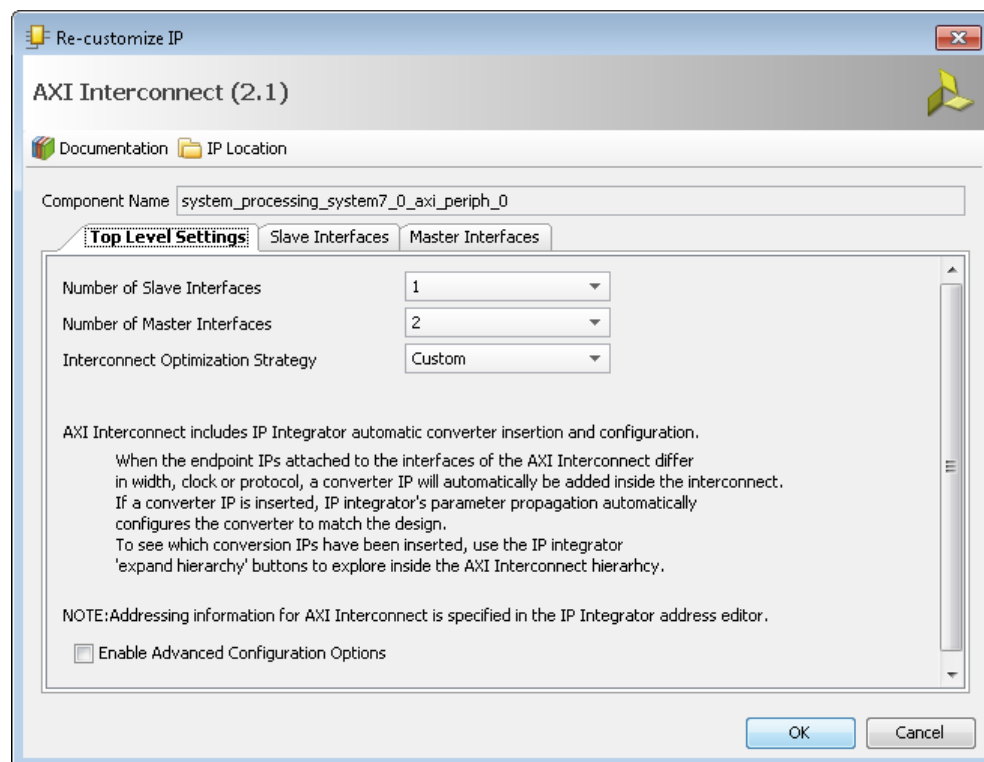 Re-customize IP
AXI Interconnect (2.1)
Documentation IP Location
Component Name system_processing_system7_0_axi_periph_0
Top Level Settings Slave Interfaces Master Interfaces
Number of Slave Interfaces 1
Number of Master Interfaces 2
Interconnect Optimization Strategy Custom
AXI Interconnect includes IP Integrator automatic converter insertion and configuration.
When the endpoint IPs attached to the interfaces of the AXI Interconnect differ
in width, clock or protocol, a converter IP will automatically be added inside the interconnect.
If a converter IP is inserted, IP integrator's parameter propagation automatically
configures the converter to match the design.
To see which conversion IPs have been inserted, use the IP integrator
'expand hierarchy' buttons to explore inside the AXI Interconnect hierarhcy.
NOTE:Addressing information for AXI Interconnect is specified in the IP Integrator address editor.
Enable Advanced Configuration Options
OK Cancel